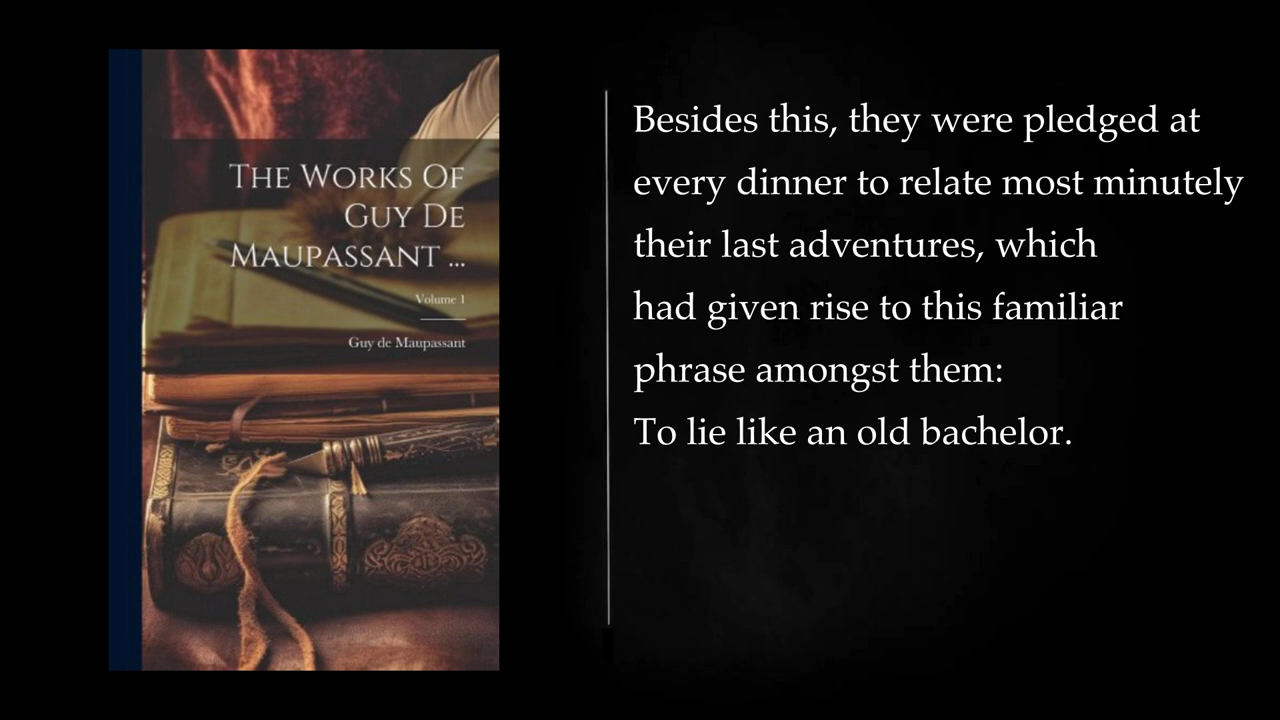 The Works Of
Guy De
Maupassant ...
Volume 1
Guy de Maupassant
Besides this, they were pledged at
every dinner to relate most minutely
their last adventures, which
had given rise to this familiar
phrase amongst them:
To lie like an old bachelor.